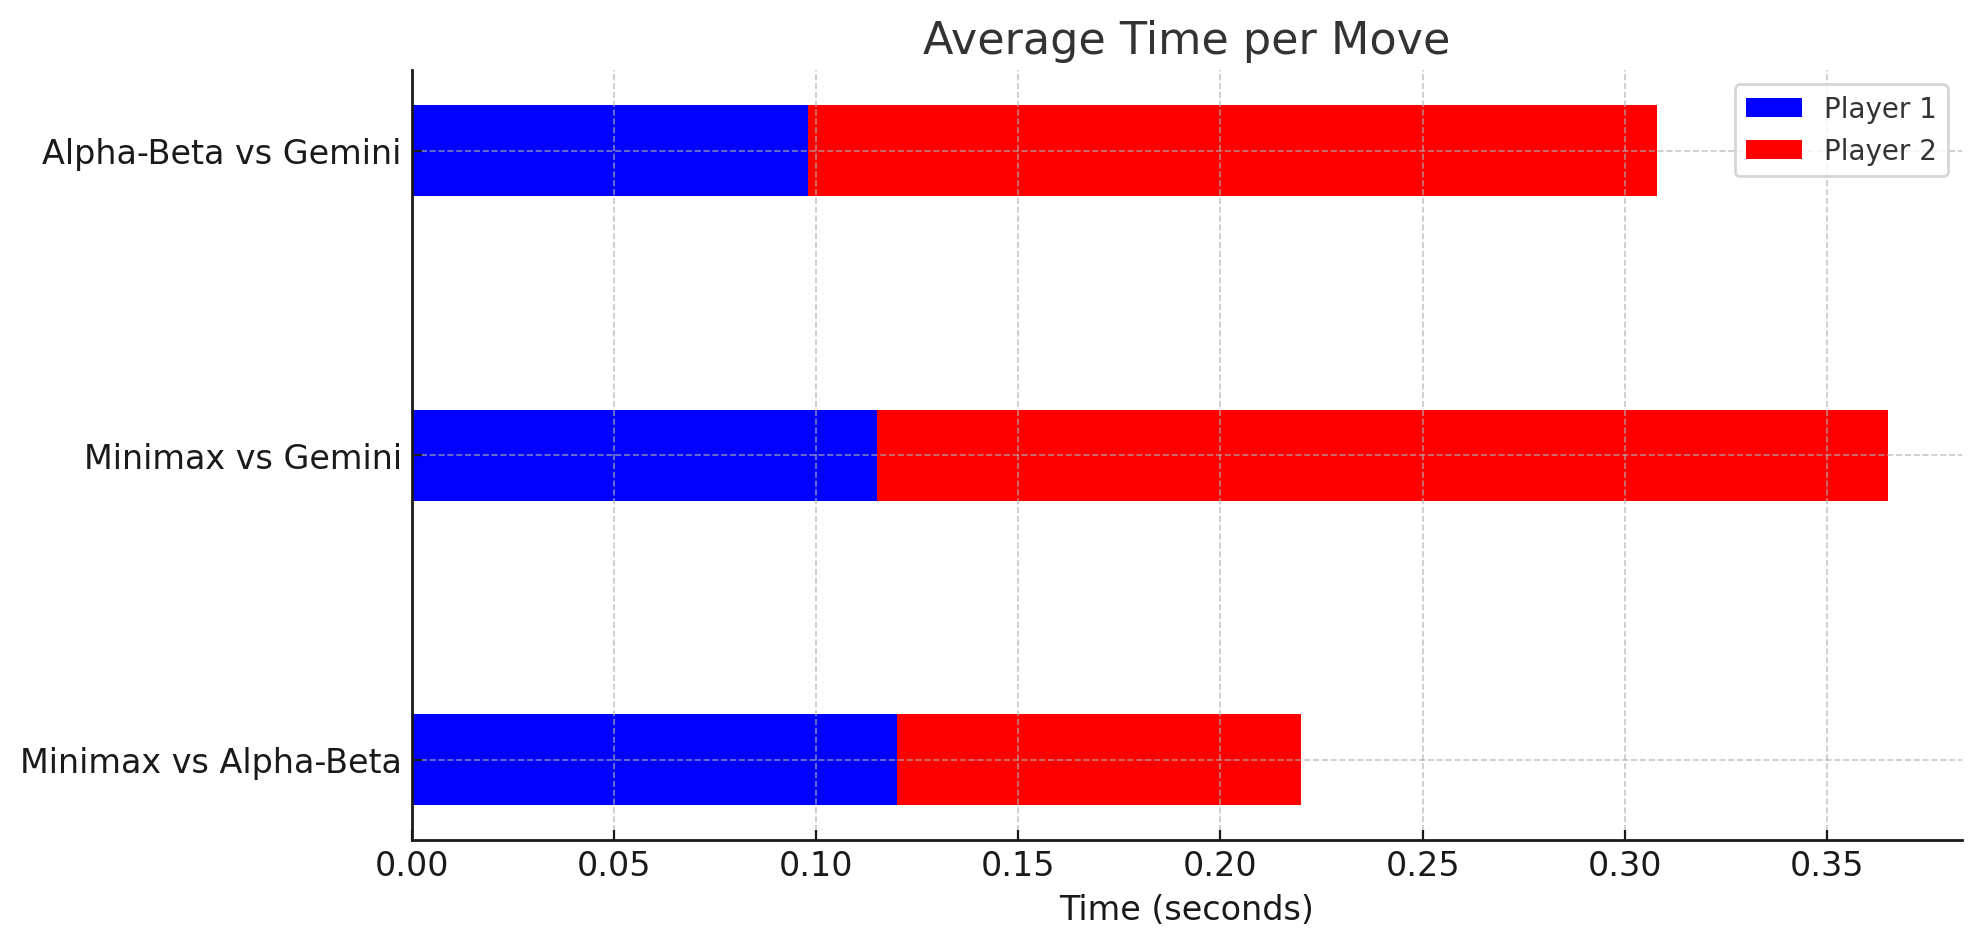 Average Time per Move
Player 1
Player 2
Alpha-Beta vs Gemini
Minimax vs Gemini
Minimax vs Alpha-Beta
0.00 0.05 0.10 0.15 0.20 0.25 0.30 0.35
Time (seconds)